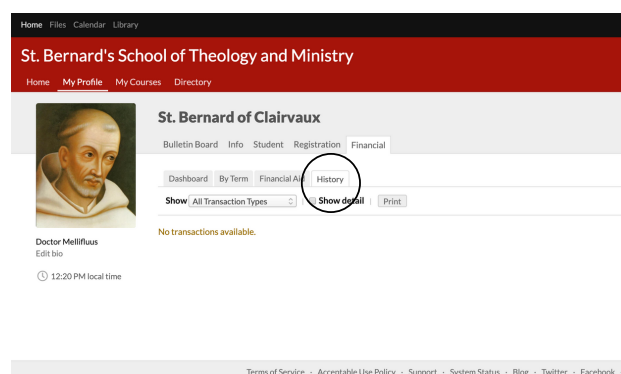 Home Files Calendar Library
St. Bernard's School of Theology and Ministry
Home My Profile My Courses Directory
St. Bernard of Clairvaux
Bulletin Board Info Student Registration Financial
Dashboard By Term Financial Aid History
Show All Transaction Types | Show detail | Print
No transactions available.
Doctor Mellifluus
Edit bio
12:20 PM local time
Terms of Service · Acceptable Use Policy · Support · System Status · Blog · Twitter · Facebook